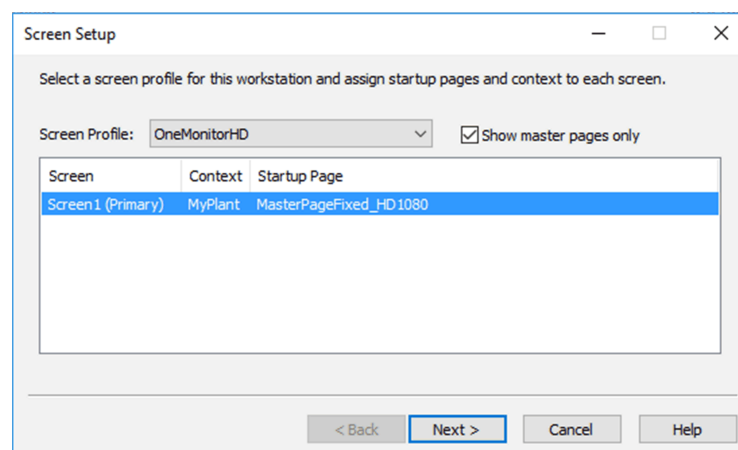 Screen Setup
Select a screen profile for this workstation and assign startup pages and context to each screen.
Screen Profile: OneMonitorHD Show master pages only
Screen Context Startup Page
Screen1 (Primary) MyPlant MasterPageFixed_HD1080
< Back Next > Cancel Help